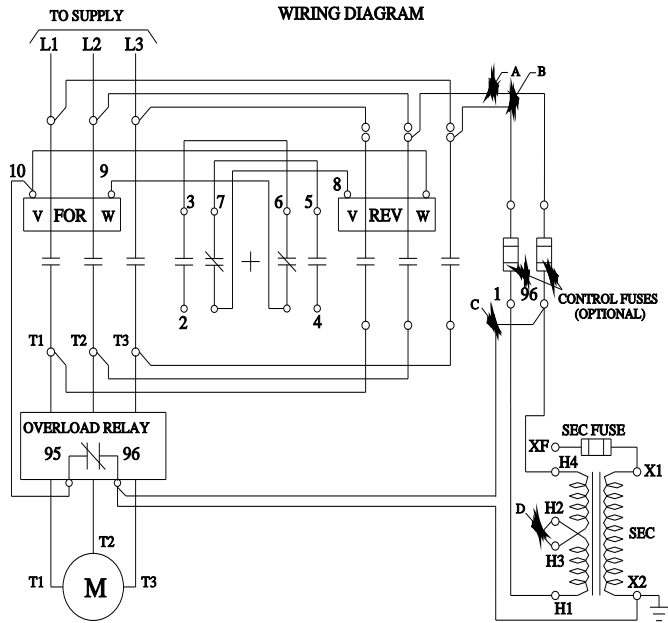 WIRING DIAGRAM
TO SUPPLY
L1 L2 L3
A B
10 9 3 7 8 6 5
V FOR W
V REV W
2 4
1 96
C
CONTROL FUSES
(OPTIONAL)
T1 T2 T3
OVERLOAD RELAY
95 96
SEC FUSE
XF
H4 X1
D H2
SEC
H3
T2
T1 M T3
H1 X2